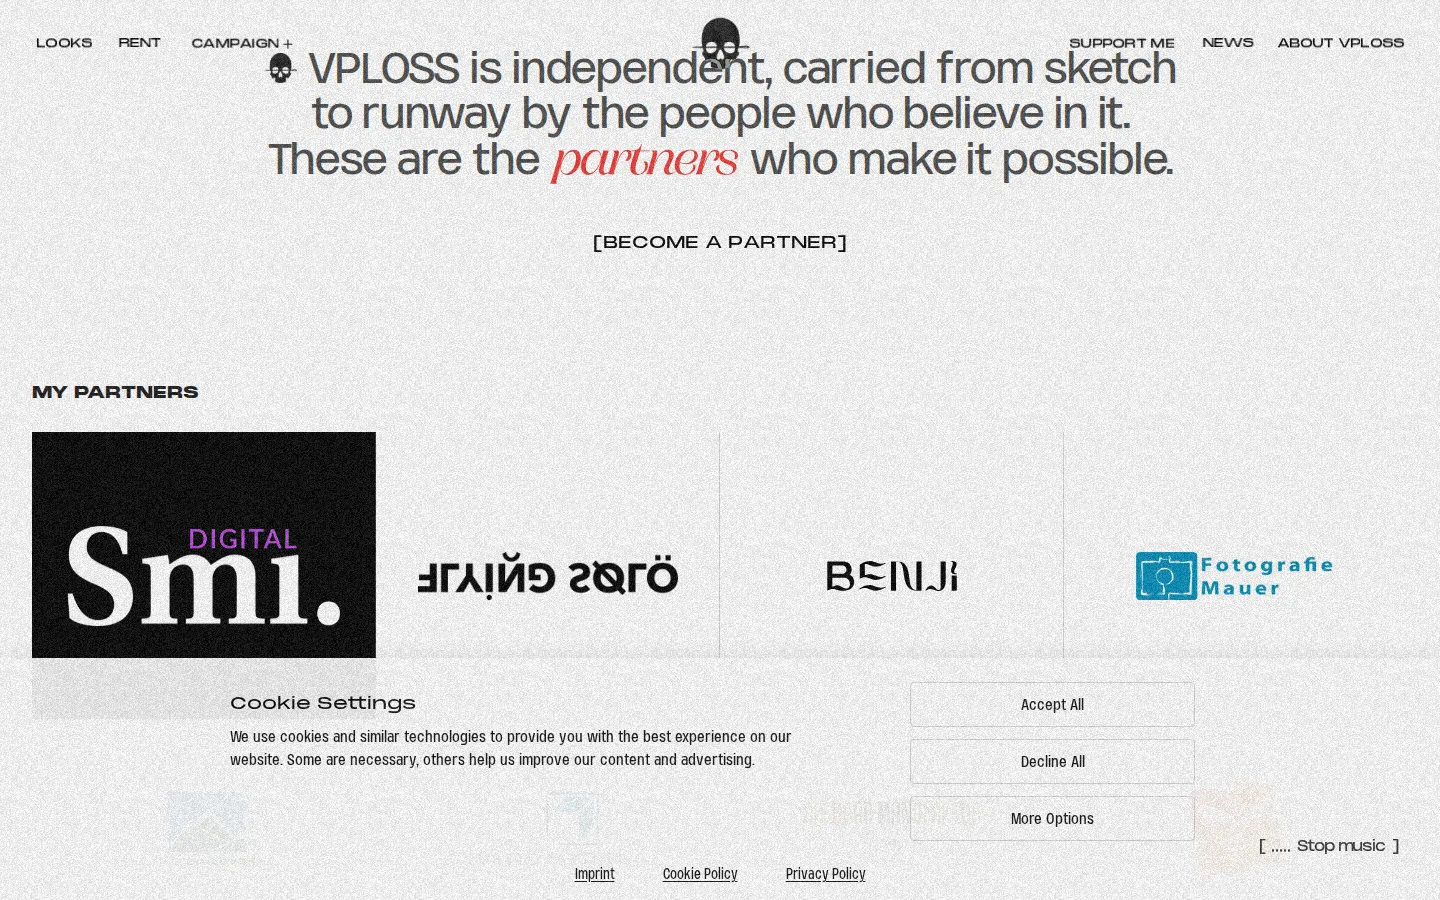 LOOKS RENT CAMPAIGN + SUPPORT ME NEWS ABOUT VPLOSS
VPLOSS is independent, carried from sketch
to runway by the people who believe in it.
These are the partners who make it possible.
[BECOME A PARTNER]
MY PARTNERS
DIGITAL
Smi.
BENJI
Fotografie
Mauer
Cookie Settings
We use cookies and similar technologies to provide you with the best experience on our
website. Some are necessary, others help us improve our content and advertising.
Accept All
Decline All
More Options
[ ..... Stop music ]
Imprint Cookie Policy Privacy Policy